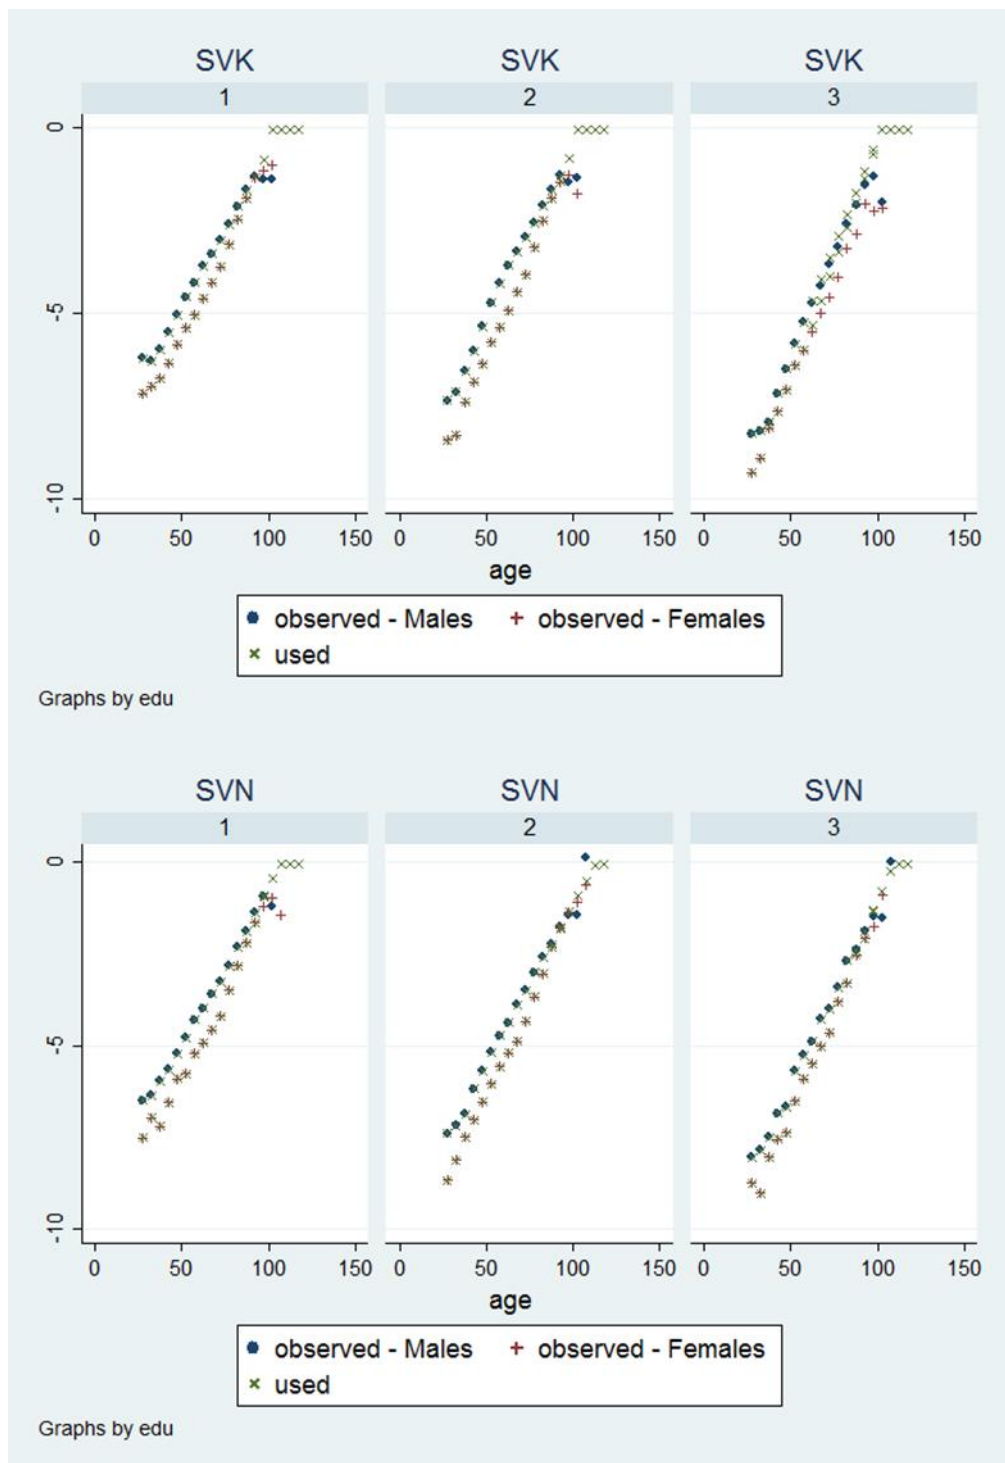 SVK SVK SVK
1 2 3
0
-5
-10
0 50 100 150 0 50 100 150 0 50 100 150
age
observed - Males observed - Females
used
Graphs by edu
SVN SVN SVN
1 2 3
0
-5
-10
0 50 100 150 0 50 100 150 0 50 100 150
age
observed - Males observed - Females
used
Graphs by edu